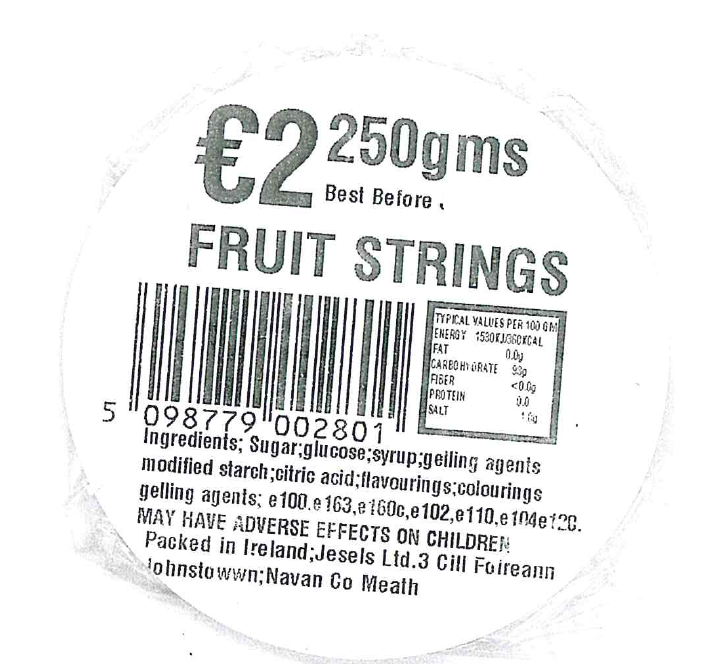 €2 250gms
Best Before
FRUIT STRINGS
TYPICAL VALUES PER 100 GM
ENERGY 1530KJ/360KCAL
FAT 0.0g
CARBOHYDRATE 93g
FIBER <0.0g
PROTEIN 0.0
SALT
5 098779 002801
Ingredients; Sugar;glucose;syrup;gelling agents
modified starch;citric acid;flavourings;colourings
gelling agents; e100.e163,e160c,e102,e110,e104e120.
MAY HAVE ADVERSE EFFECTS ON CHILDREN
Packed in Ireland;Jesels Ltd.3 Cill Foireann
Johnstowwn;Navan Co Meath